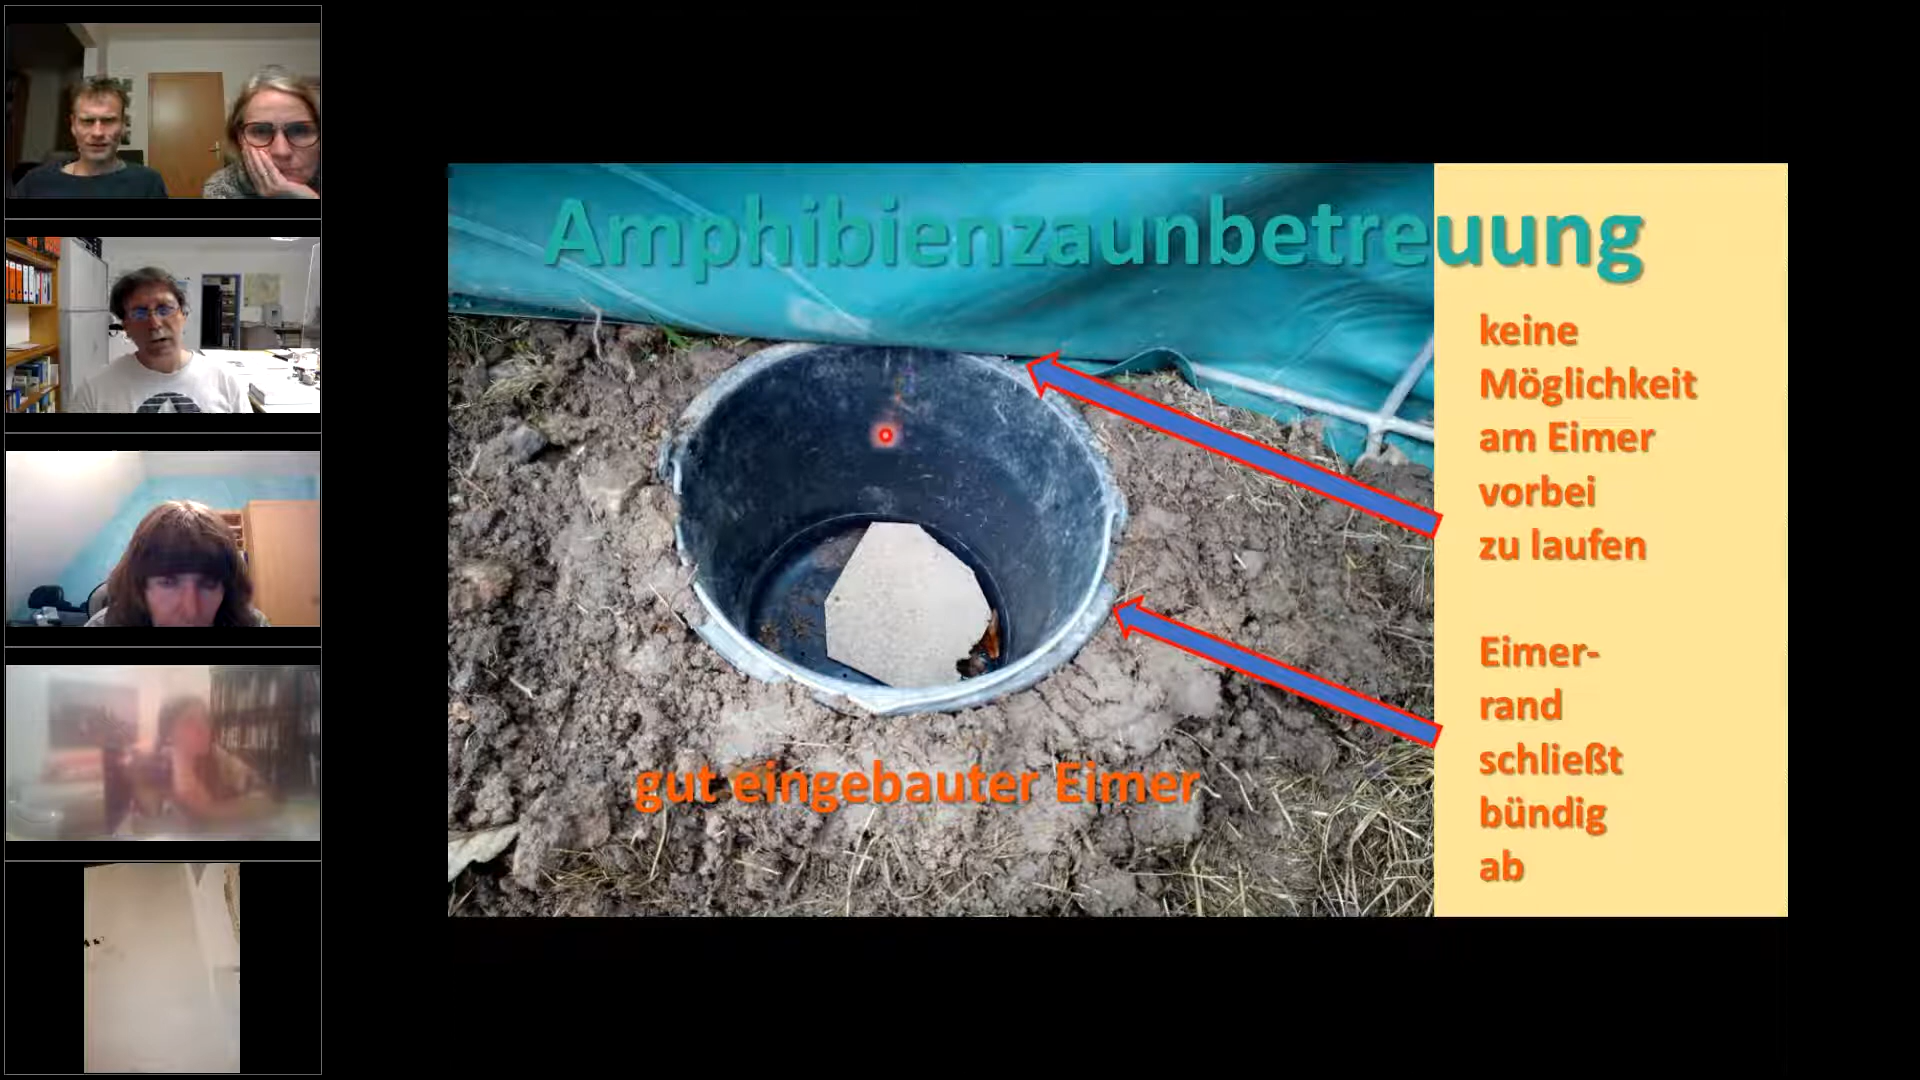 Amphibienzaunbetreuung
keine
Möglichkeit
am Eimer
vorbei
zu laufen
Eimer-
rand
schließt
bündig
ab
gut eingebauter Eimer